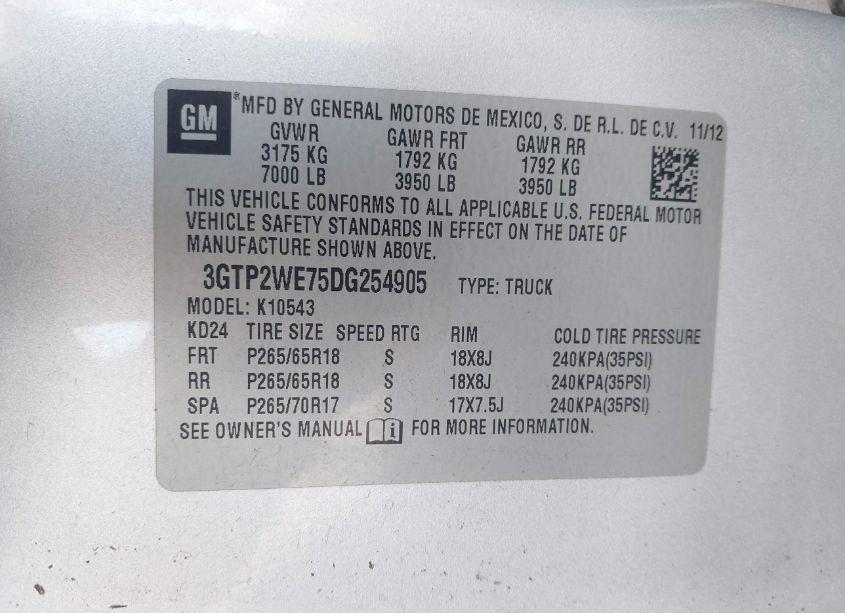 GM *MFD BY GENERAL MOTORS DE MEXICO, S. DE R.L. DE C.V. 11/12
GVWR GAWR FRT GAWR RR
3175 KG 1792 KG 1792 KG
7000 LB 3950 LB 3950 LB
THIS VEHICLE CONFORMS TO ALL APPLICABLE U.S. FEDERAL MOTOR
VEHICLE SAFETY STANDARDS IN EFFECT ON THE DATE OF
MANUFACTURE SHOWN ABOVE.
3GTP2WE75DG254905 TYPE: TRUCK
MODEL: K10543
KD24 TIRE SIZE SPEED RTG RIM COLD TIRE PRESSURE
FRT P265/65R18 S 18X8J 240KPA(35PSI)
RR P265/65R18 S 18X8J 240KPA(35PSI)
SPA P265/70R17 S 17X7.5J 240KPA(35PSI)
SEE OWNER'S MANUAL i FOR MORE INFORMATION.